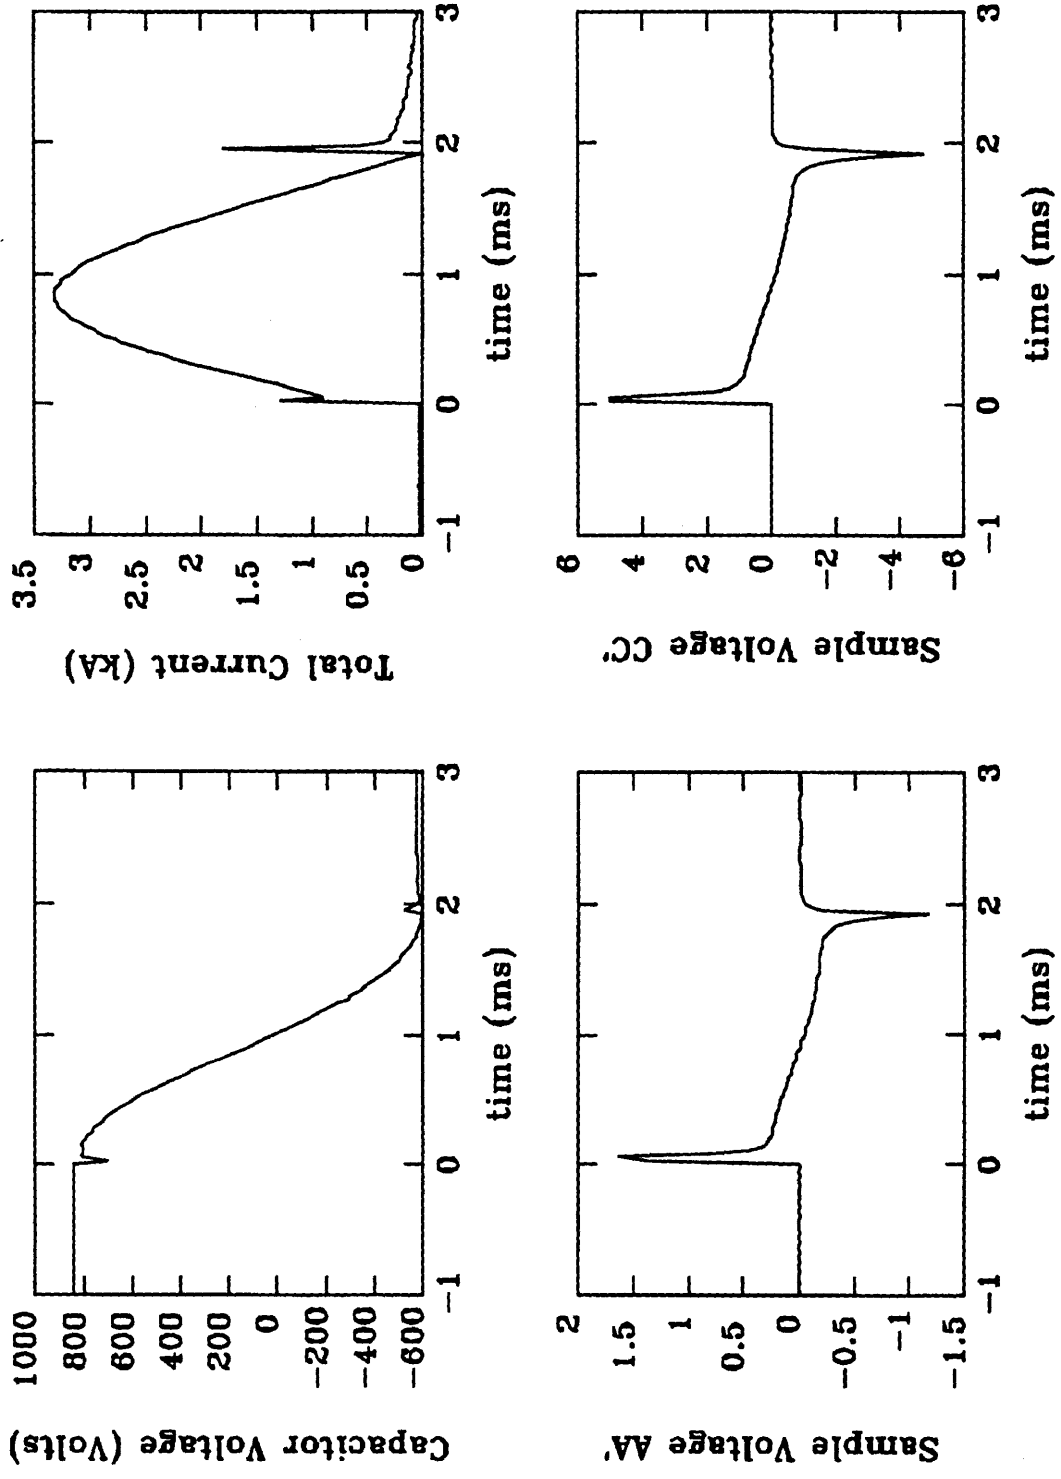 Capacitor Voltage (Volts)
1000
800
600
400
200
0
−200
−400
−600
−1 0 1 2 3
time (ms)
Total Current (kA)
3.5
3
2.5
2
1.5
1
0.5
0
−1 0 1 2 3
time (ms)
Sample Voltage AA'
2
1.5
1
0.5
0
−0.5
−1
−1.5
−1 0 1 2 3
time (ms)
Sample Voltage CC'
6
4
2
0
−2
−4
−6
−1 0 1 2 3
time (ms)